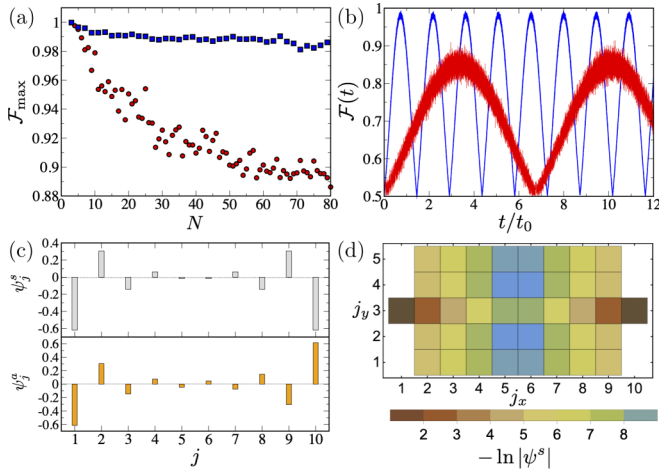 (a)
1
0.98
0.96
0.94
0.92
0.9
0.88
ℱmax
0 10 20 30 40 50 60 70 80
N
(b)
1
0.9
0.8
0.7
0.6
0.5
ℱ(t)
0 2 4 6 8 10 12
t/t0
(c)
0.4
0.2
0
-0.2
-0.4
-0.6
ψ^s_j
0.6
0.4
0.2
0
-0.2
-0.4
-0.6
ψ^a_j
1 2 3 4 5 6 7 8 9 10
j
(d)
5
4
3
2
1
jy
1 2 3 4 5 6 7 8 9 10
jx
2 3 4 5 6 7 8
− ln |ψ^s|